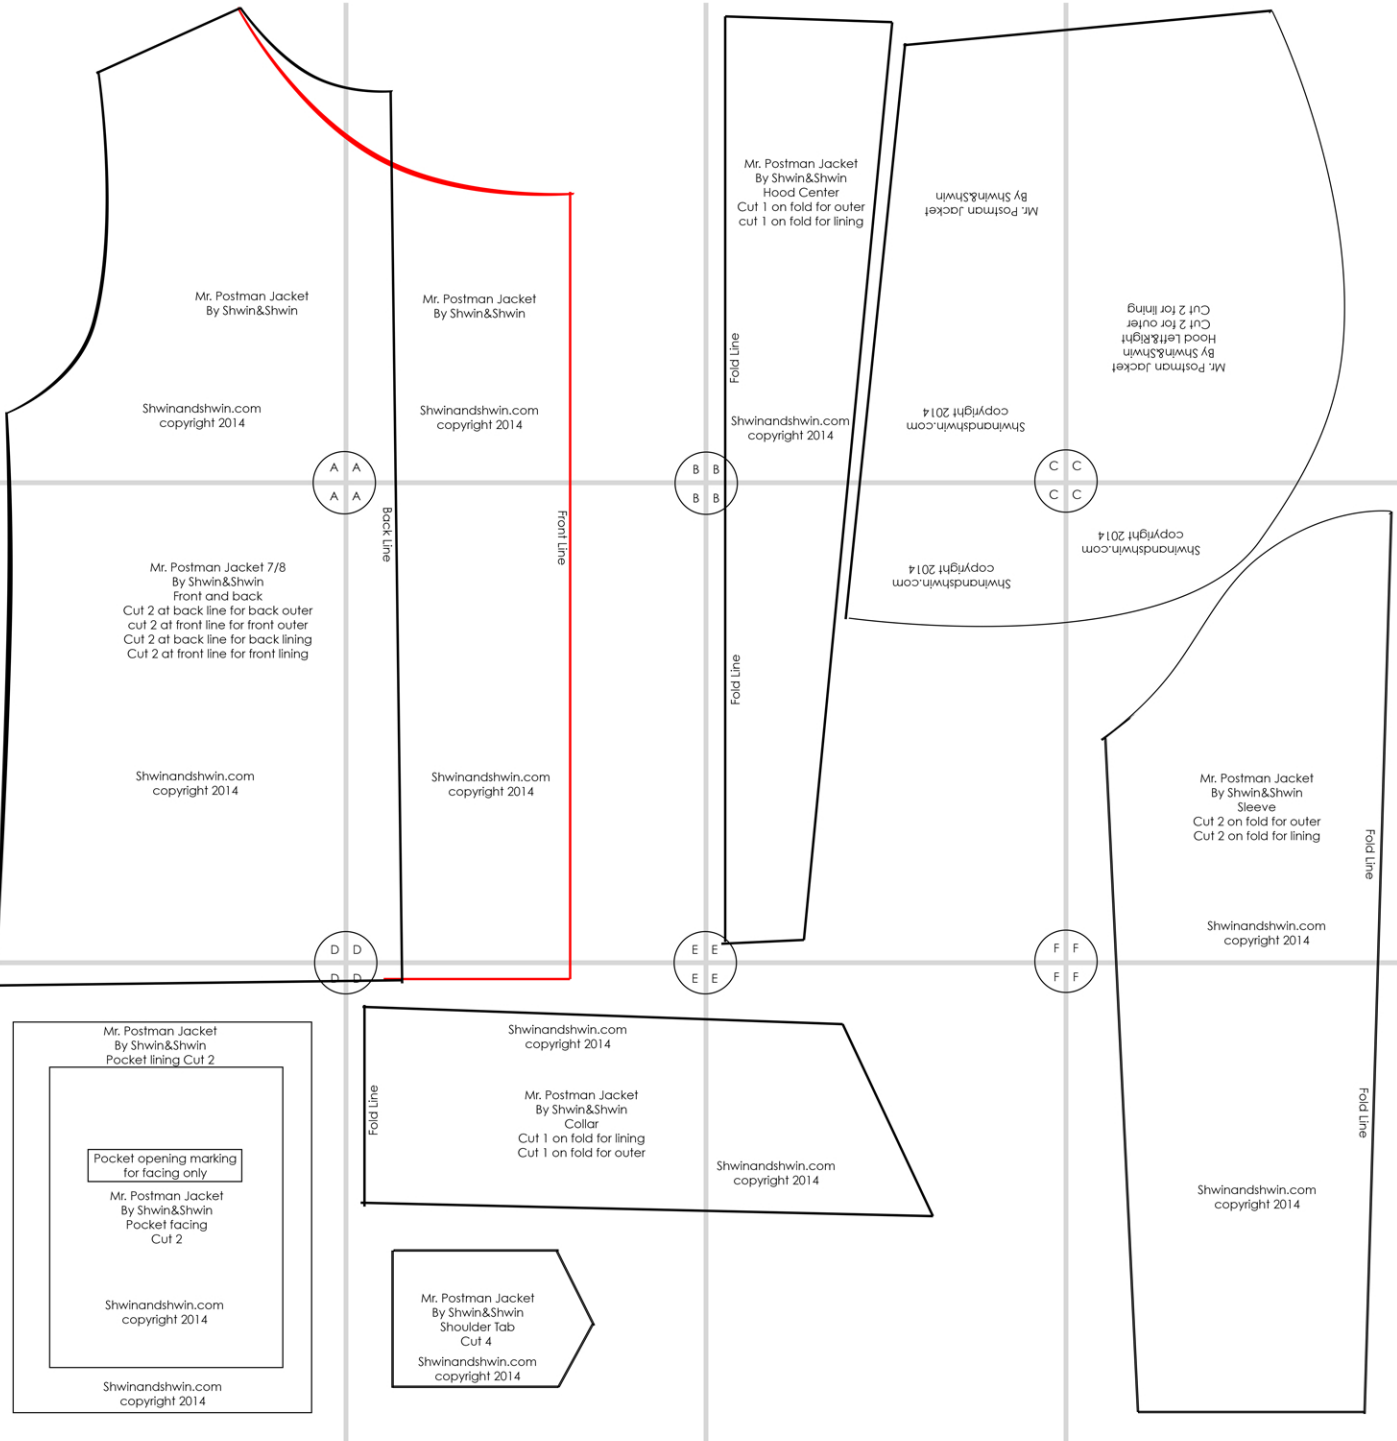 Mr. Postman Jacket
By Shwin&Shwin
Shwinandshwin.com
copyright 2014
Mr. Postman Jacket 7/8
By Shwin&Shwin
Front and back
Cut 2 at back line for back outer
cut 2 at front line for front outer
Cut 2 at back line for back lining
Cut 2 at front line for front lining
Shwinandshwin.com
copyright 2014
Back Line
Mr. Postman Jacket
By Shwin&Shwin
Shwinandshwin.com
copyright 2014
Front Line
Shwinandshwin.com
copyright 2014
A A
A A
B B
B B
C C
C C
D D
D D
E E
E E
F F
F F
Mr. Postman Jacket
By Shwin&Shwin
Hood Center
Cut 1 on fold for outer
cut 1 on fold for lining
Fold Line
Shwinandshwin.com
copyright 2014
Fold Line
Mr. Postman Jacket
By Shwin&Shwin
Shwinandshwin.com
copyright 2014
Shwinandshwin.com
copyright 2014
Mr. Postman Jacket
By Shwin&Shwin
Hood Left&Right
Cut 2 for outer
Cut 2 for lining
Shwinandshwin.com
copyright 2014
Mr. Postman Jacket
By Shwin&Shwin
Sleeve
Cut 2 on fold for outer
Cut 2 on fold for lining
Fold Line
Shwinandshwin.com
copyright 2014
Fold Line
Shwinandshwin.com
copyright 2014
Mr. Postman Jacket
By Shwin&Shwin
Pocket lining Cut 2
Pocket opening marking
for facing only
Mr. Postman Jacket
By Shwin&Shwin
Pocket facing
Cut 2
Shwinandshwin.com
copyright 2014
Shwinandshwin.com
copyright 2014
Shwinandshwin.com
copyright 2014
Fold Line
Mr. Postman Jacket
By Shwin&Shwin
Collar
Cut 1 on fold for lining
Cut 1 on fold for outer
Shwinandshwin.com
copyright 2014
Mr. Postman Jacket
By Shwin&Shwin
Shoulder Tab
Cut 4
Shwinandshwin.com
copyright 2014